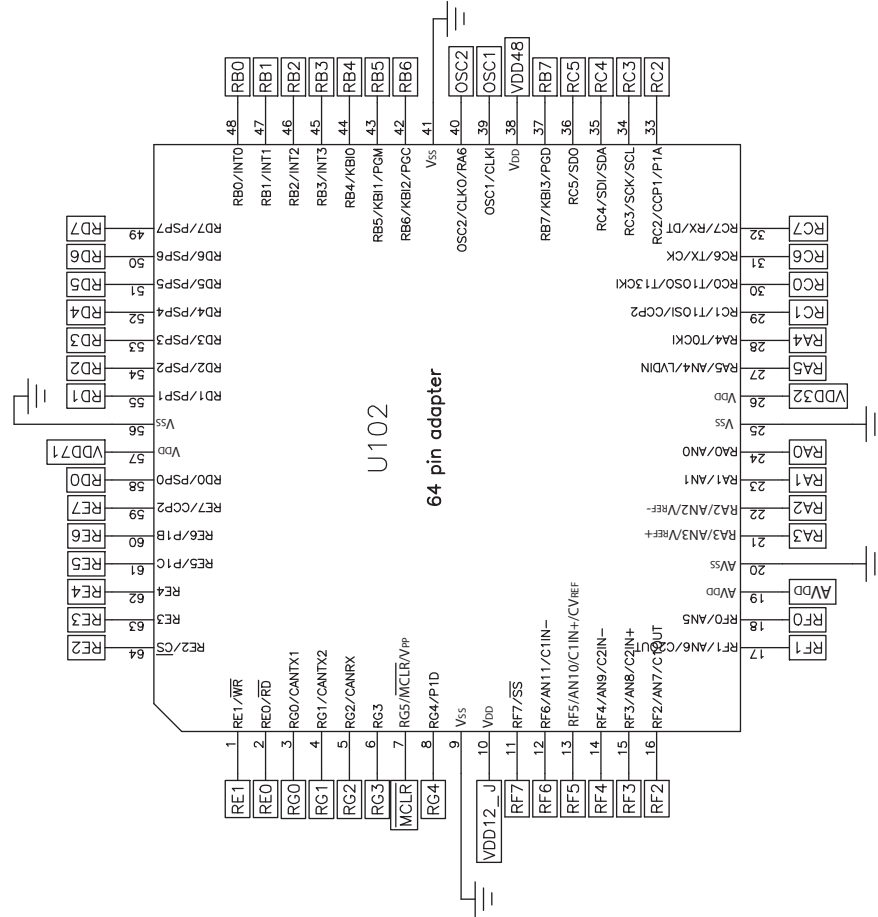 RB0
RB1
RB2
RB3
RB4
RB5
RB6
OSC2
OSC1
VDD48
RB7
RC5
RC4
RC3
RC2
48
47
46
45
44
43
42
41
40
39
38
37
36
35
34
33
RB0/INT0
RB1/INT1
RB2/INT2
RB3/INT3
RB4/KBI0
RB5/KBI1/PGM
RB6/KBI2/PGC
VSS
OSC2/CLKO/RA6
OSC1/CLKI
VDD
RB7/KBI3/PGD
RC5/SDO
RC4/SDI/SDA
RC3/SCK/SCL
RC2/CCP1/P1A
RD7 49 RD7/PSP7
RD6 50 RD6/PSP6
RD5 51 RD5/PSP5
RD4 52 RD4/PSP4
RD3 53 RD3/PSP3
RD2 54 RD2/PSP2
RD1 55 RD1/PSP1
56 VSS
VDD71 57 VDD
RD0 58 RD0/PSP0
RE7 59 RE7/CCP2
RE6 60 RE6/P1B
RE5 61 RE5/P1C
RE4 62 RE4
RE3 63 RE3
RE2 64 RE2/CS
U102
64 pin adapter
RC7/RX/DT 32 RC7
RC6/TX/CK 31 RC6
RC0/T1OSO/T13CKI 30 RC0
RC1/T1OSI/CCP2 29 RC1
RA4/TOCKI 28 RA4
RA5/AN4/LVDIN 27 RA5
VDD 26 VDD32
VSS 25
RA0/AN0 24 RA0
RA1/AN1 23 RA1
RA2/AN2/VREF- 22 RA2
RA3/AN3/VREF+ 21 RA3
AVSS 20
AVDD 19 AVDD
RF0/AN5 18 RF0
RF1/AN6/C2OUT 17 RF1
RE1/WR
RE0/RD
RG0/CANTX1
RG1/CANTX2
RG2/CANRX
RG3
RG5/MCLR/VPP
RG4/P1D
VSS
VDD
RF7/SS
RF6/AN11/C1IN-
RF5/AN10/C1IN+/CVREF
RF4/AN9/C2IN-
RF3/AN8/C2IN+
RF2/AN7/C1OUT
1
2
3
4
5
6
7
8
9
10
11
12
13
14
15
16
RE1
RE0
RG0
RG1
RG2
RG3
MCLR
RG4
VDD12_J
RF7
RF6
RF5
RF4
RF3
RF2